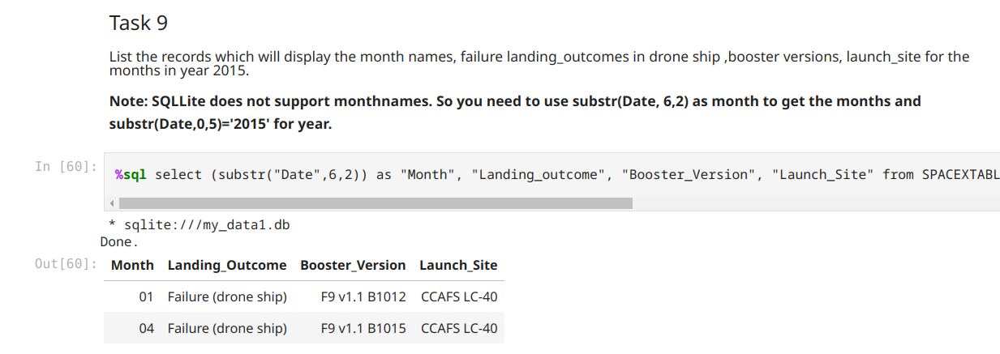 Task 9
List the records which will display the month names, failure landing_outcomes in drone ship ,booster versions, launch_site for the
months in year 2015.
Note: SQLLite does not support monthnames. So you need to use substr(Date, 6,2) as month to get the months and
substr(Date,0,5)='2015' for year.
In [60]: %sql select (substr("Date",6,2)) as "Month", "Landing_outcome", "Booster_Version", "Launch_Site" from SPACEXTABL
* sqlite:///my_data1.db
Done.
Out[60]: Month Landing_Outcome Booster_Version Launch_Site
01 Failure (drone ship) F9 v1.1 B1012 CCAFS LC-40
04 Failure (drone ship) F9 v1.1 B1015 CCAFS LC-40